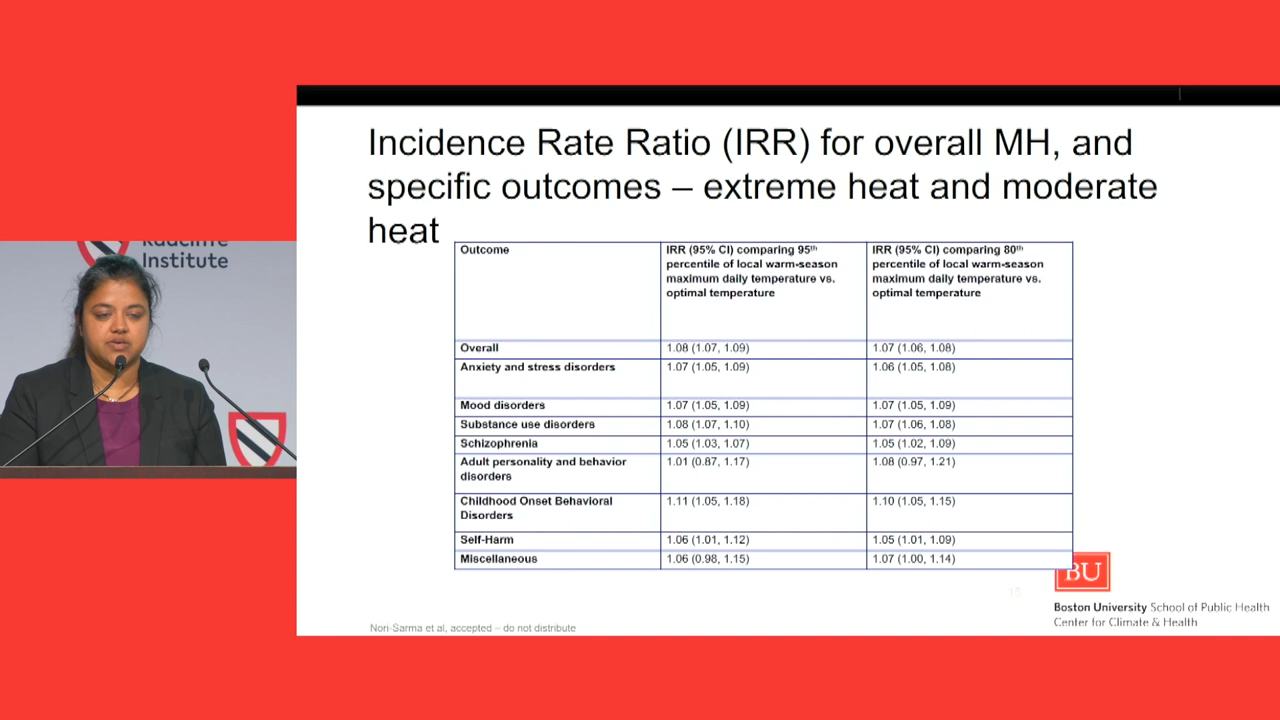 Radcliffe
Institute
Incidence Rate Ratio (IRR) for overall MH, and
specific outcomes – extreme heat and moderate
heat
Outcome
IRR (95% CI) comparing 95th
percentile of local warm-season
maximum daily temperature vs.
optimal temperature
IRR (95% CI) comparing 80th
percentile of local warm-season
maximum daily temperature vs.
optimal temperature
Overall 1.08 (1.07, 1.09) 1.07 (1.06, 1.08)
Anxiety and stress disorders 1.07 (1.05, 1.09) 1.06 (1.05, 1.08)
Mood disorders 1.07 (1.05, 1.09) 1.07 (1.05, 1.09)
Substance use disorders 1.08 (1.07, 1.10) 1.07 (1.06, 1.08)
Schizophrenia 1.05 (1.03, 1.07) 1.05 (1.02, 1.09)
Adult personality and behavior 1.01 (0.87, 1.17) 1.08 (0.97, 1.21)
disorders
Childhood Onset Behavioral 1.11 (1.05, 1.18) 1.10 (1.05, 1.15)
Disorders
Self-Harm 1.06 (1.01, 1.12) 1.05 (1.01, 1.09)
Miscellaneous 1.06 (0.98, 1.15) 1.07 (1.00, 1.14)
BU
15
Boston University School of Public Health
Center for Climate & Health
Nori-Sarma et al, accepted – do not distribute